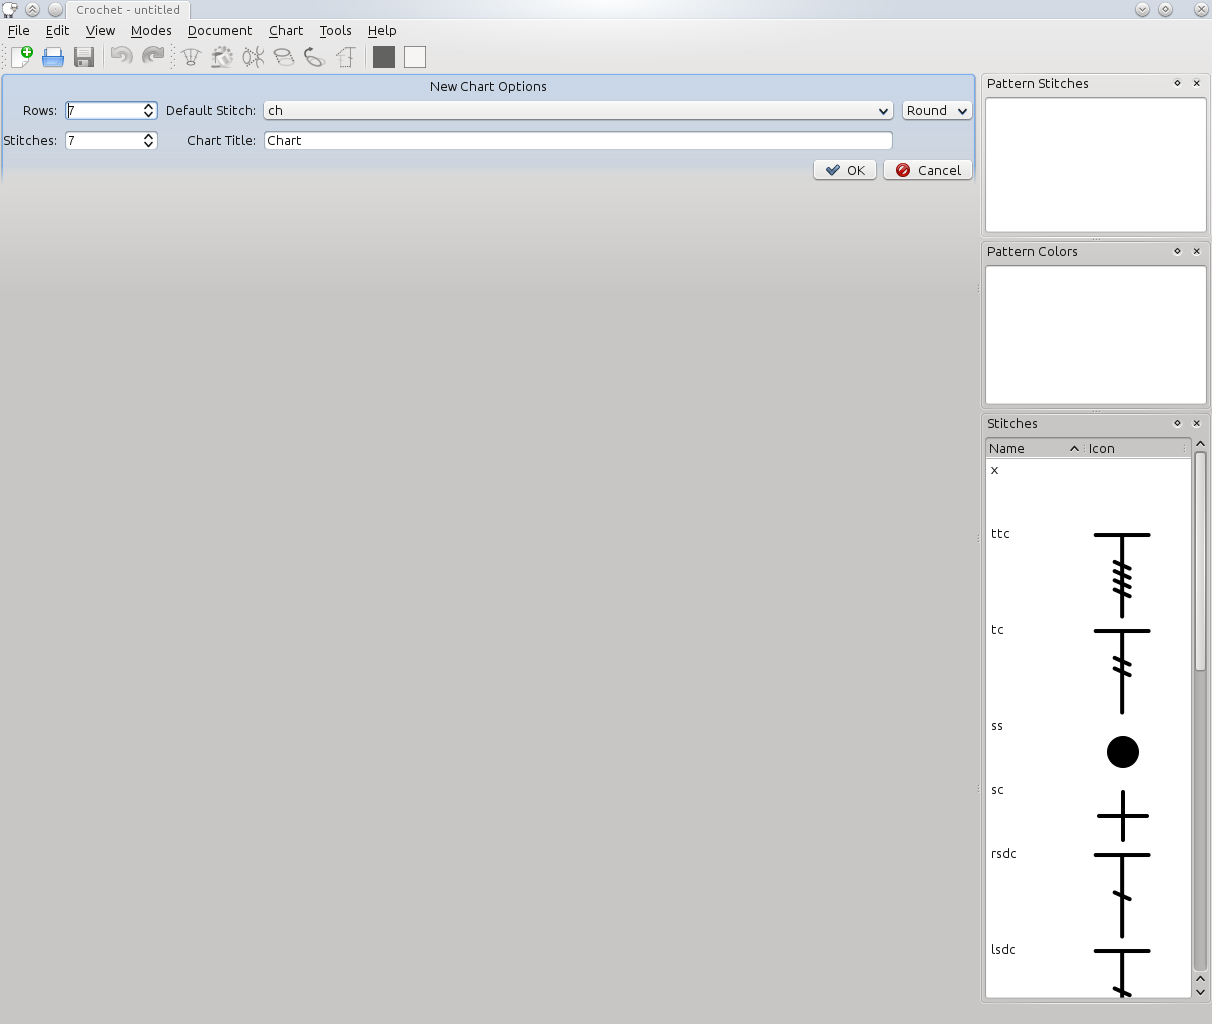 Crochet - untitled
File Edit View Modes Document Chart Tools Help
New Chart Options
Rows: 7 Default Stitch: ch Round
Stitches: 7 Chart Title: Chart
OK Cancel
Pattern Stitches
Pattern Colors
Stitches
Name Icon
x
ttc
tc
ss
sc
rsdc
lsdc